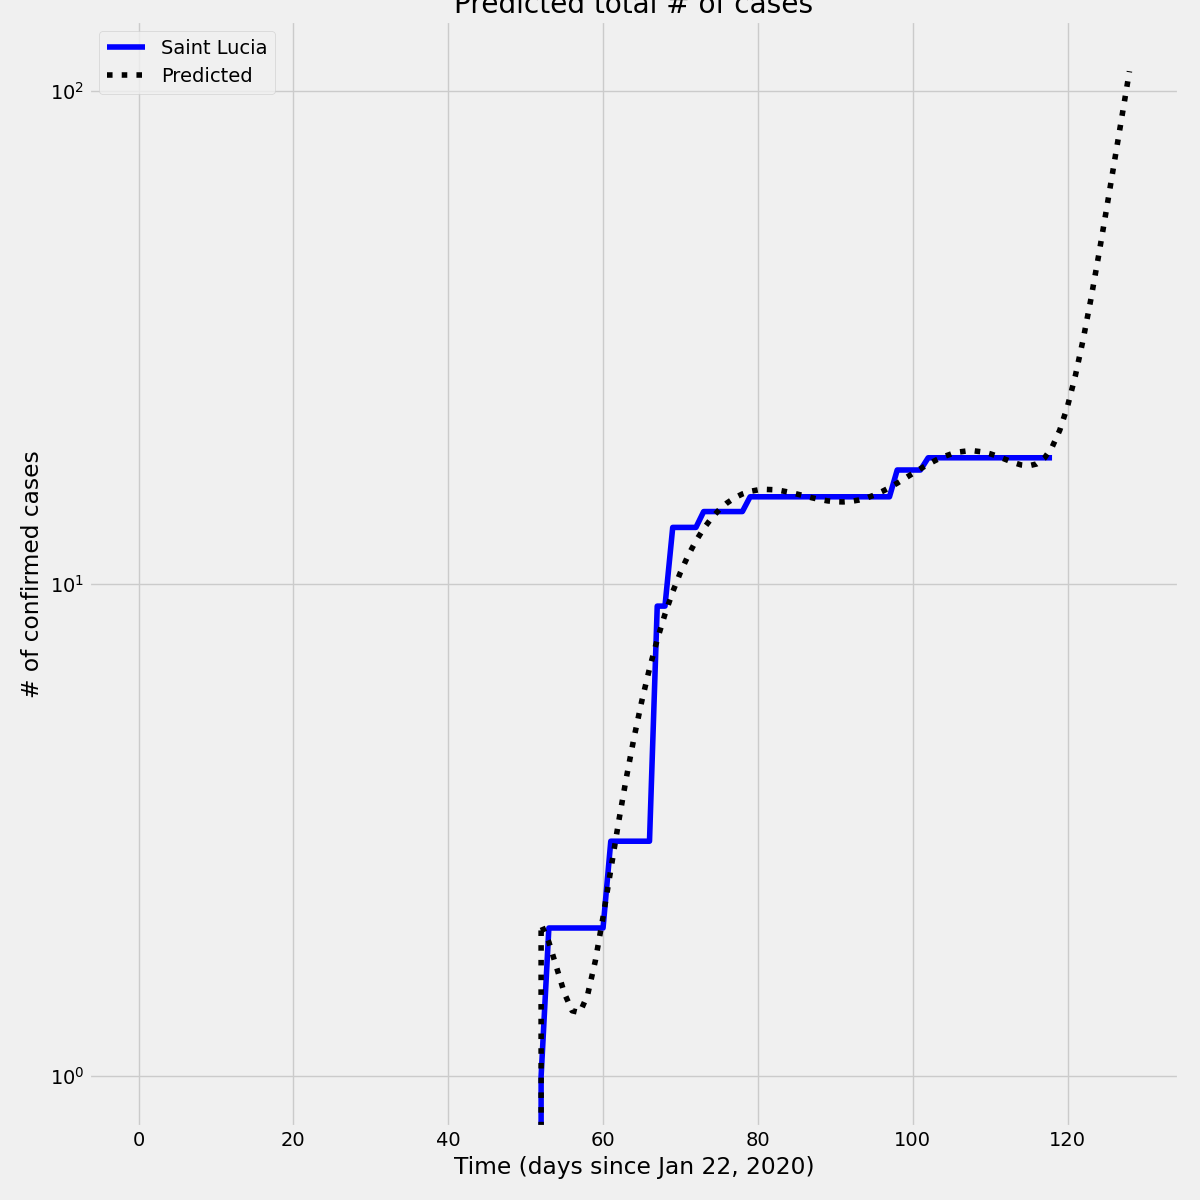 Predicted total # of cases
Saint Lucia
Predicted
10²
10¹
10⁰
# of confirmed cases
0 20 40 60 80 100 120
Time (days since Jan 22, 2020)